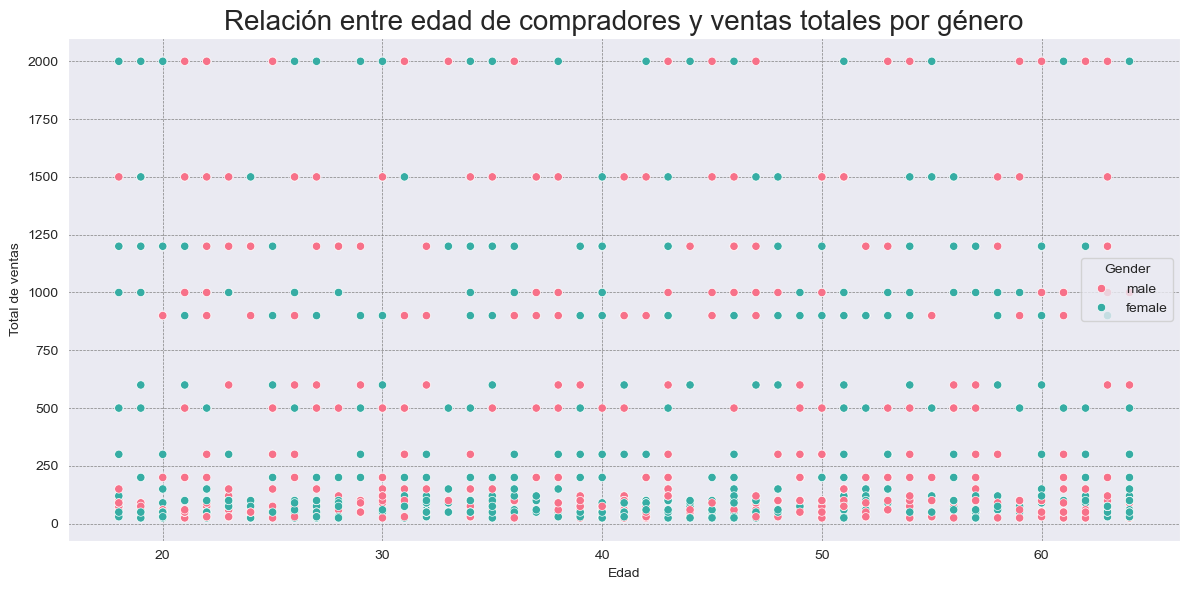 Relación entre edad de compradores y ventas totales por género
Total de ventas
2000
1750
1500
1250
1000
750
500
250
0
Gender
male
female
20 30 40 50 60
Edad